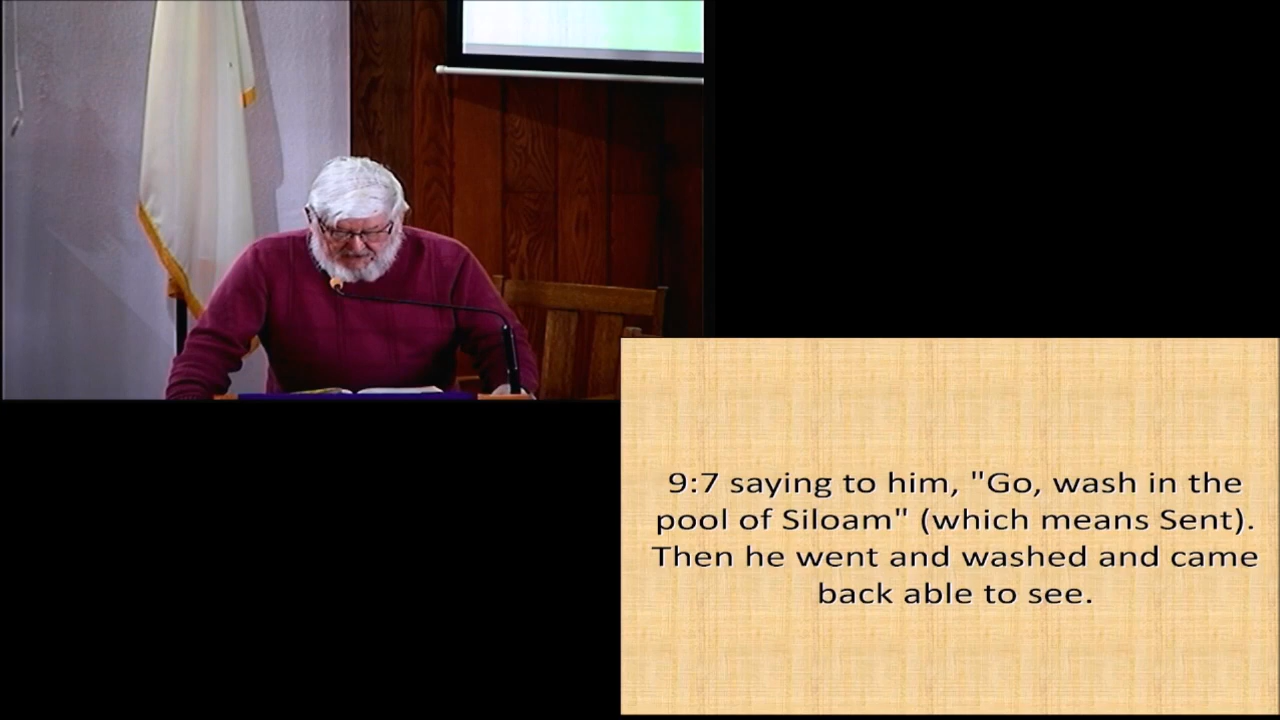 9:7 saying to him, "Go, wash in the
pool of Siloam" (which means Sent).
Then he went and washed and came
back able to see.